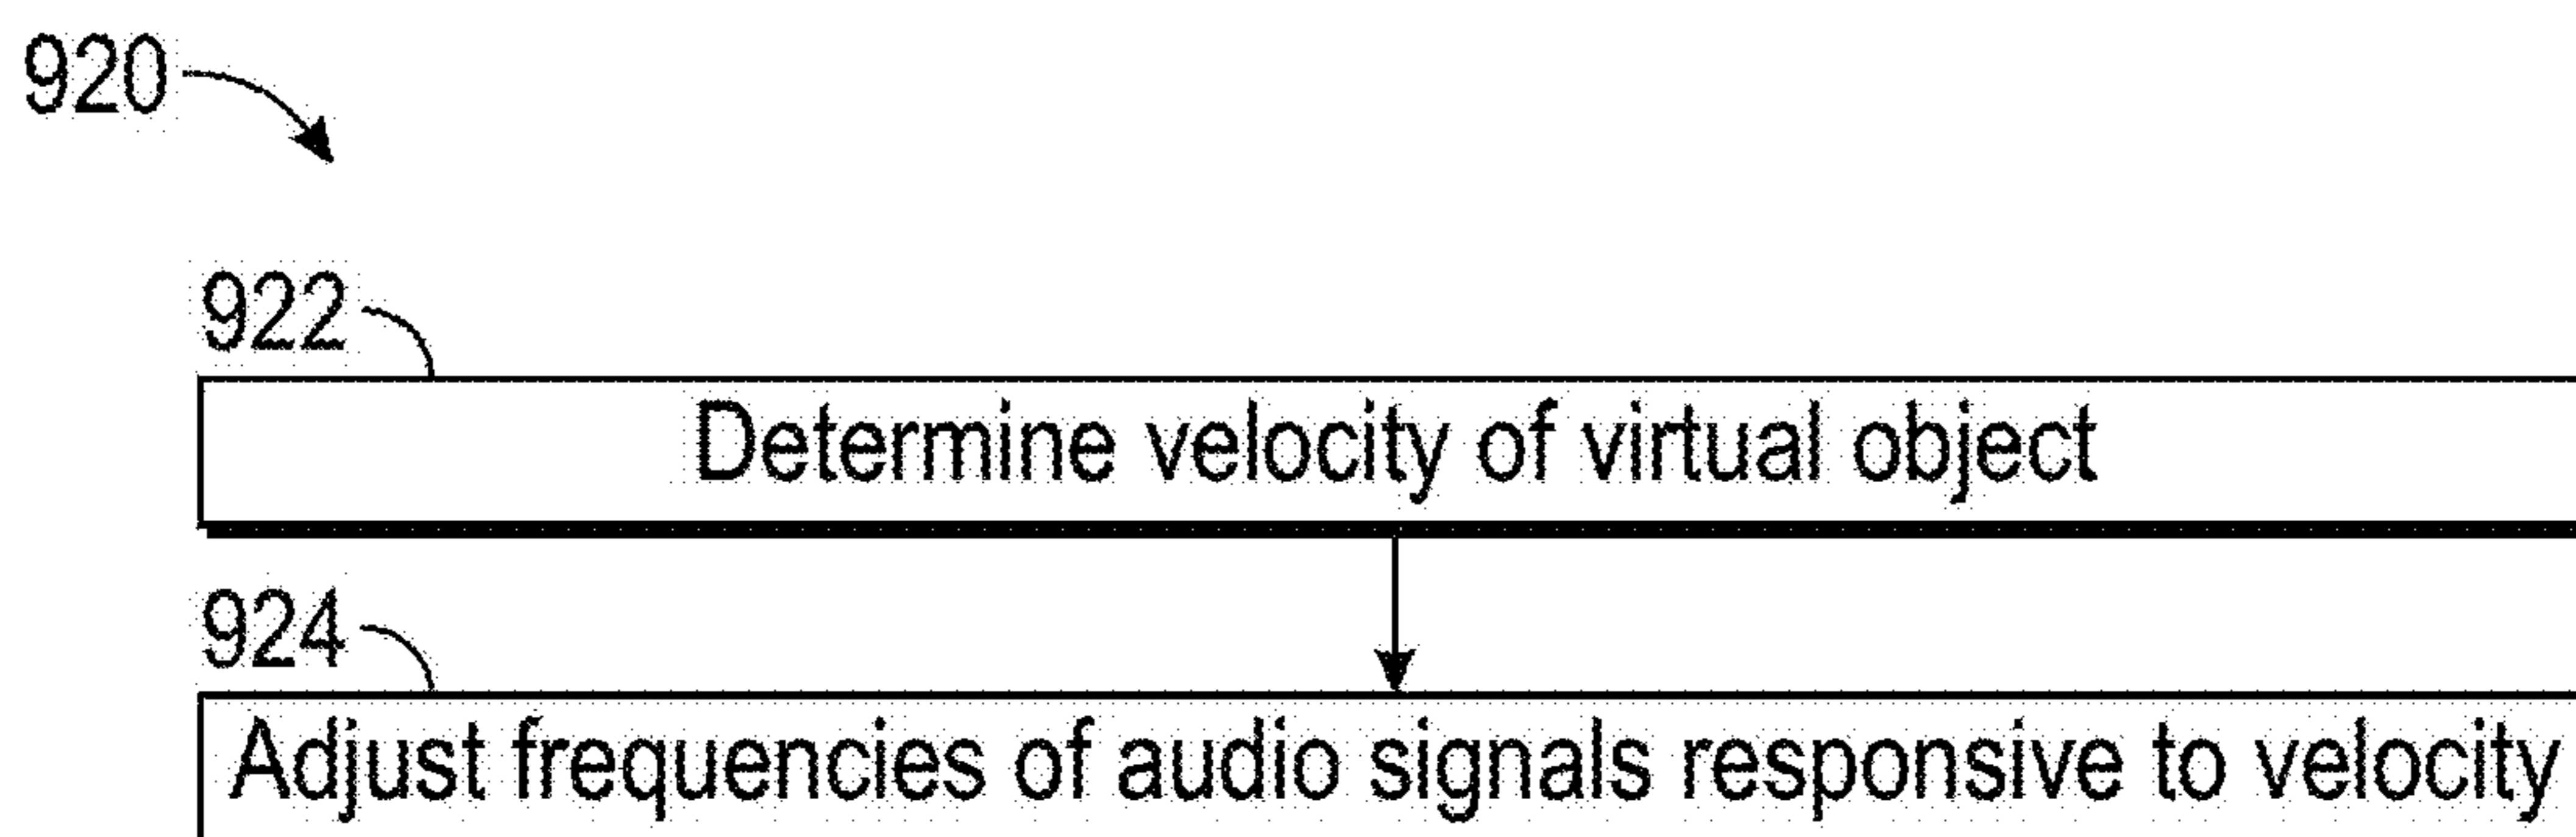 920
922
Determine velocity of virtual object
924
Adjust frequencies of audio signals responsive to velocity